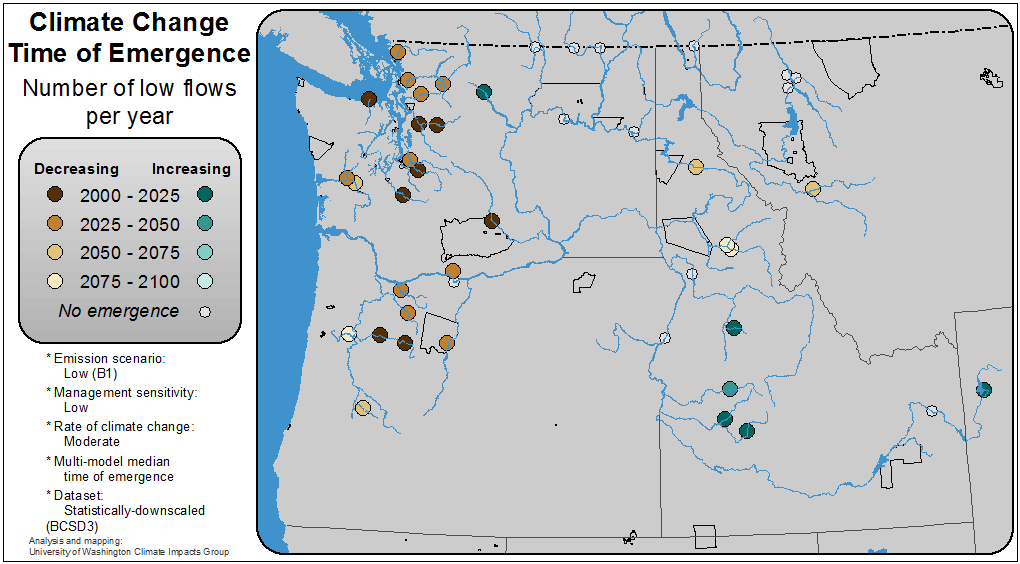 Climate Change
Time of Emergence
Number of low flows
per year
Decreasing Increasing
2000 - 2025
2025 - 2050
2050 - 2075
2075 - 2100
No emergence
* Emission scenario:
Low (B1)
* Management sensitivity:
Low
* Rate of climate change:
Moderate
* Multi-model median
time of emergence
* Dataset:
Statistically-downscaled
(BCSD3)
Analysis and mapping:
University of Washington Climate Impacts Group